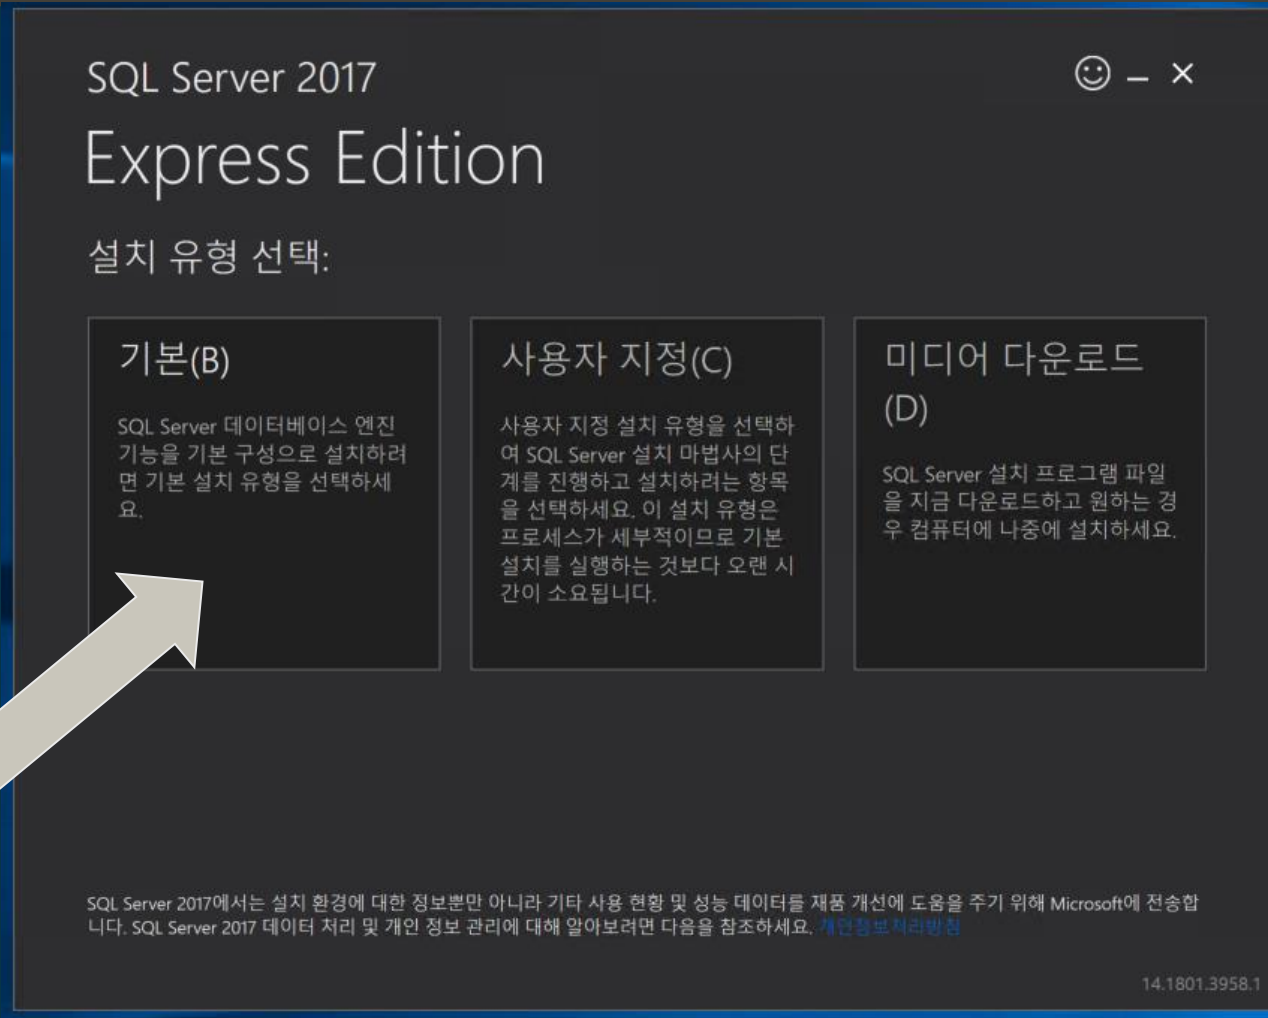 SQL Server 2017
Express Edition
설치 유형 선택:
기본(B)
SQL Server 데이터베이스 엔진
기능을 기본 구성으로 설치하려
면 기본 설치 유형을 선택하세
요.
사용자 지정(C)
사용자 지정 설치 유형을 선택하
여 SQL Server 설치 마법사의 단
계를 진행하고 설치하려는 항목
을 선택하세요. 이 설치 유형은
프로세스가 세부적이므로 기본
설치를 실행하는 것보다 오랜 시
간이 소요됩니다.
미디어 다운로드
(D)
SQL Server 설치 프로그램 파일
을 지금 다운로드하고 원하는 경
우 컴퓨터에 나중에 설치하세요.
SQL Server 2017에서는 설치 환경에 대한 정보뿐만 아니라 기타 사용 현황 및 성능 데이터를 제품 개선에 도움을 주기 위해 Microsoft에 전송합
니다. SQL Server 2017 데이터 처리 및 개인 정보 관리에 대해 알아보려면 다음을 참조하세요. 개인정보처리방침
14.1801.3958.1